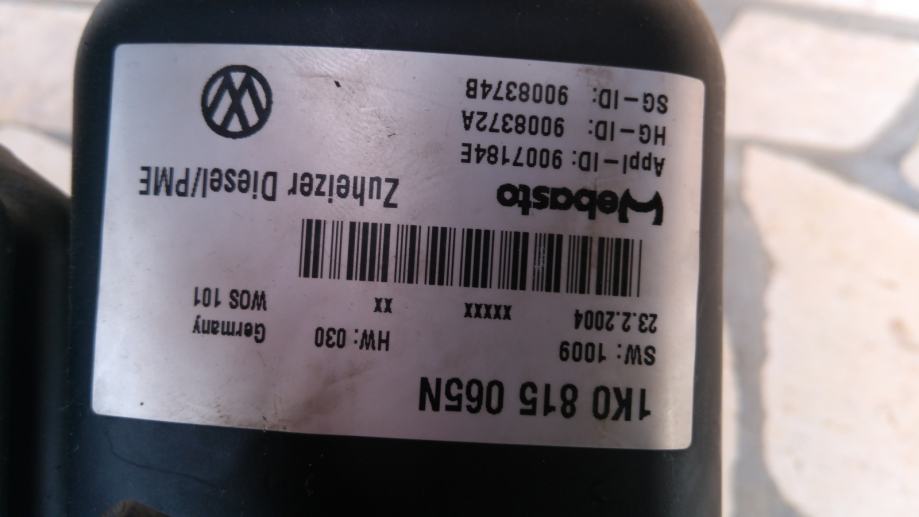 1K0 815 065N
SW: 1009 HW: 030 Germany
23.2.2004 xxxxx xx WOS 101
Webasto Zuheizer Diesel/PME
Appl-ID: 9007184E
HG-ID: 9008372A
SG-ID: 9008374B